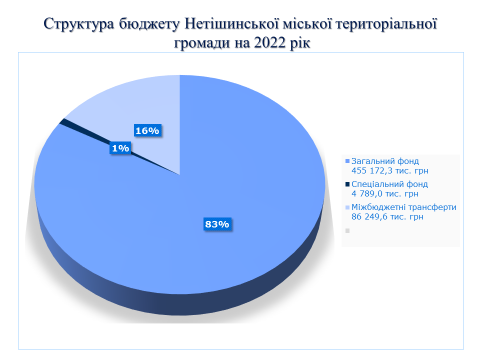 Структура бюджету Нетішинської міської територіальної
громади на 2022 рік
16%
1%
83%
Загальний фонд
455 172,3 тис. грн
Спеціальний фонд
4 789,0 тис. грн
Міжбюджетні трансферти
86 249,6 тис. грн